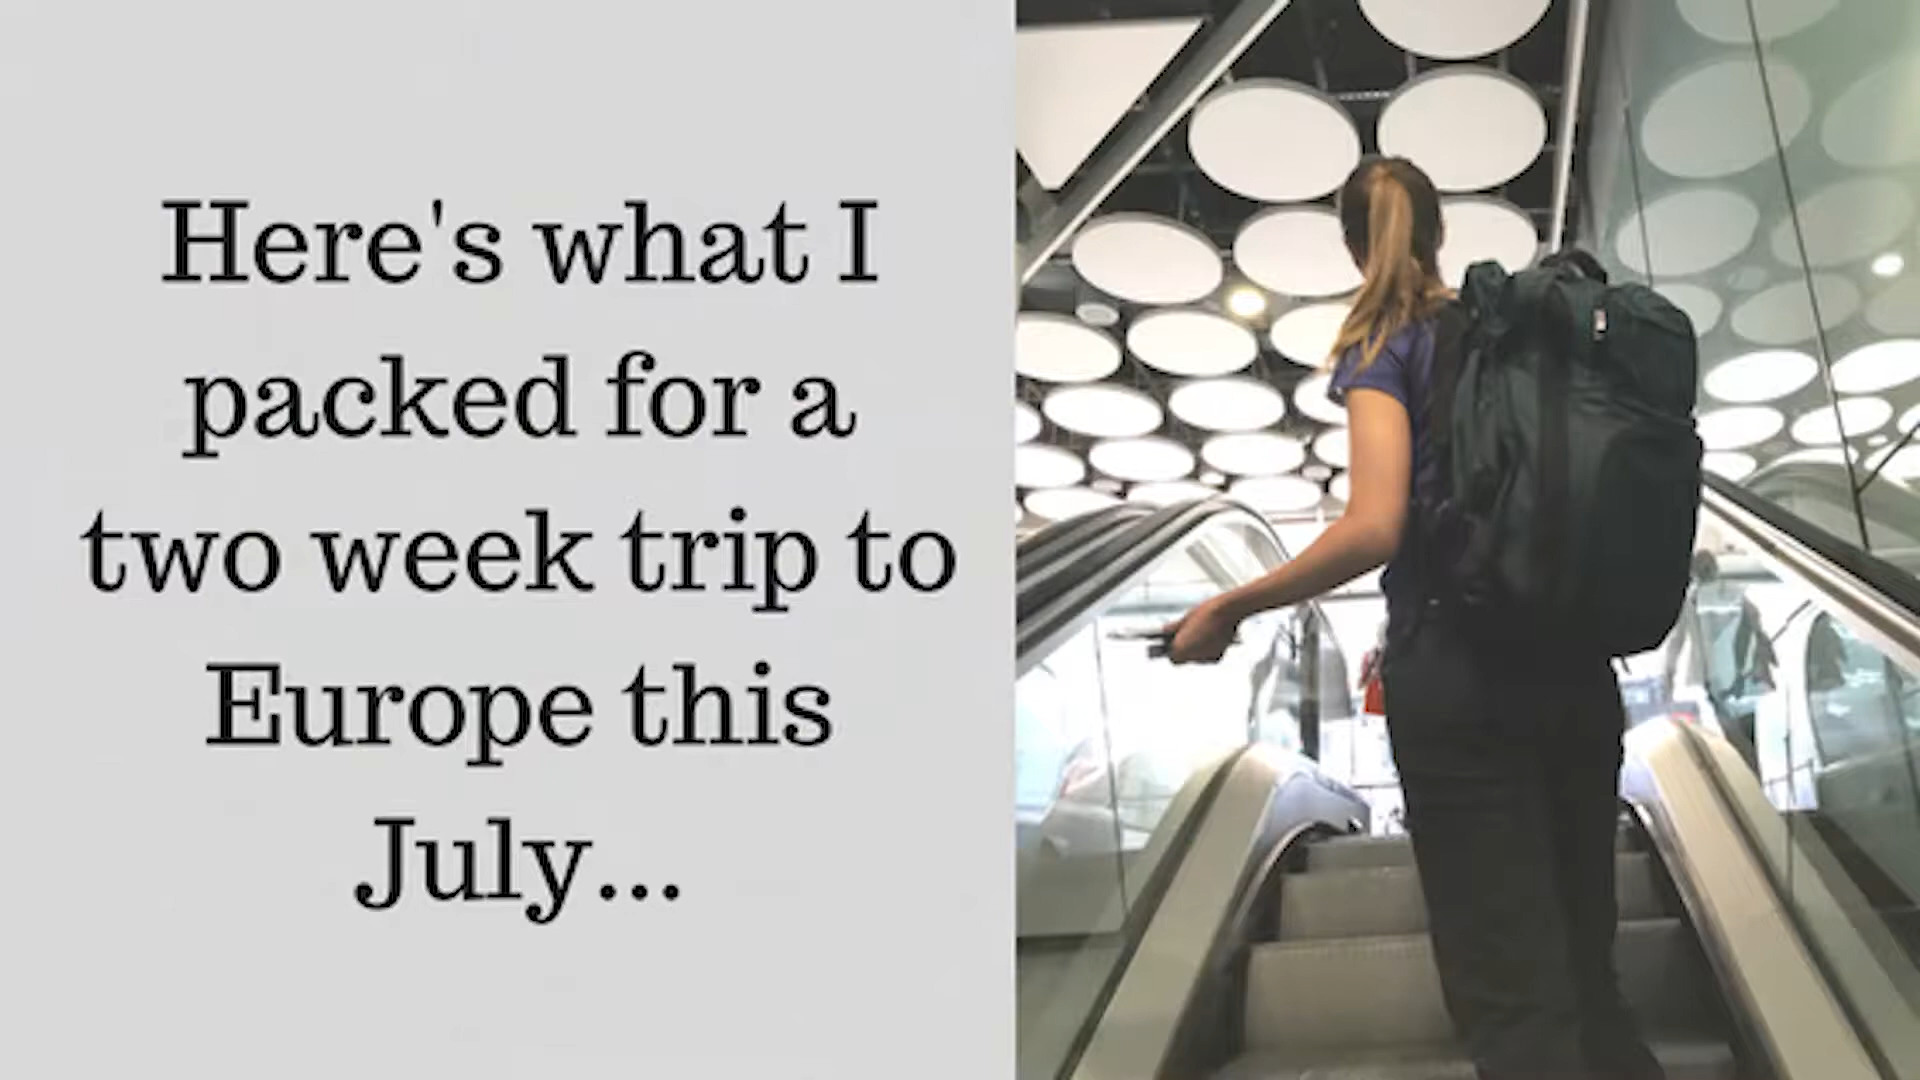 Here's what I
packed for a
two week trip to
Europe this
July...